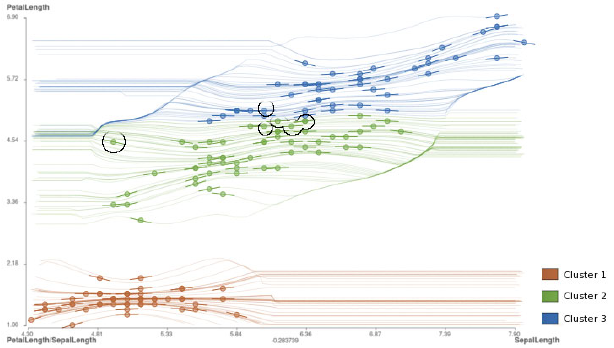 PetalLength
6.90
5.72
4.54
3.36
2.18
1.00
4.30 4.81 5.33 5.84 6.36 6.87 7.39 7.90
PetalLength/SepalLength -0.293739 SepalLength
Cluster 1
Cluster 2
Cluster 3